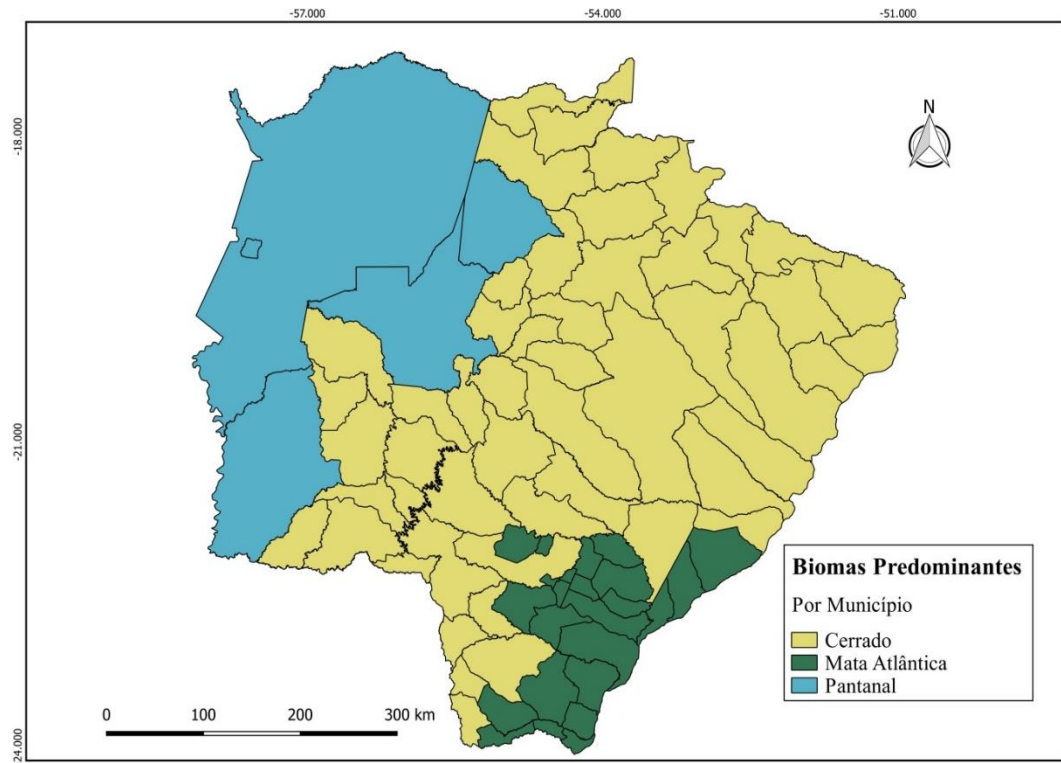 -57.000
-54.000
-51.000
-18.000
N
-21.000
Biomas Predominantes
Por Município
Cerrado
Mata Atlântica
Pantanal
0 100 200 300 km
24.000